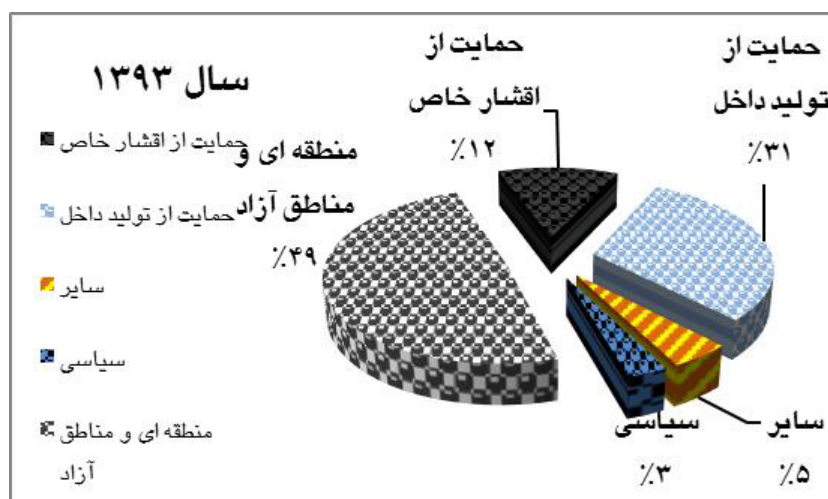 سال ۱۳۹۳
حمایت از
اقشار خاص
٪۱۲
حمایت از
تولید داخل
٪۳۱
منطقه ای و
مناطق آزاد
٪۴۹
سیاسی
٪۳
سایر
٪۵
حمایت از اقشار خاص
حمایت از تولید داخل
سایر
سیاسی
منطقه ای و مناطق
آزاد